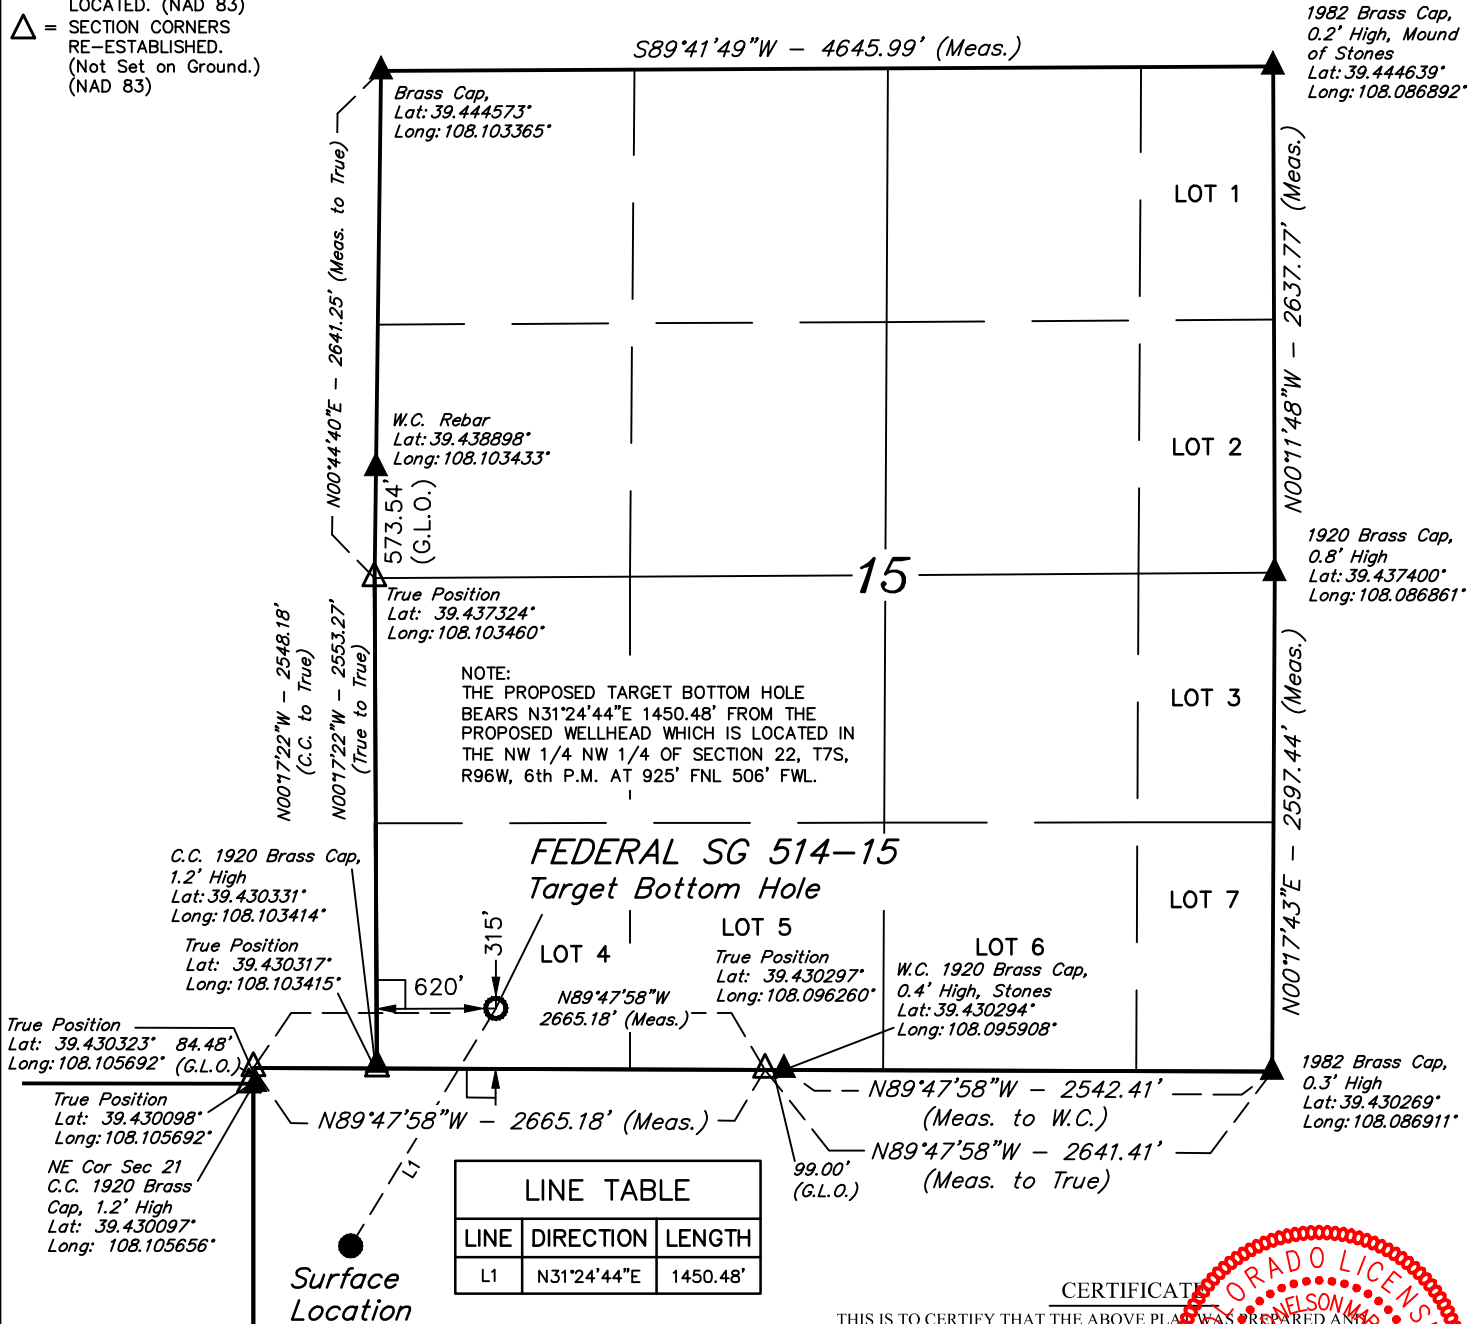 LOCATED. (NAD 83)
△ = SECTION CORNERS
RE-ESTABLISHED.
(Not Set on Ground.)
(NAD 83)
S89°41'49"W - 4645.99' (Meas.)
1982 Brass Cap,
0.2' High, Mound
of Stones
Lat: 39.444639°
Long: 108.086892°
Brass Cap,
Lat: 39.444573°
Long: 108.103365°
N00°44'40"E - 2641.25' (Meas. to True)
N00°11'48"W - 2637.77' (Meas.)
LOT 1
W.C. Rebar
Lat: 39.438898°
Long: 108.103433°
LOT 2
573.54'
(G.L.O.)
15
1920 Brass Cap,
0.8' High
Lat: 39.437400°
Long: 108.086861°
True Position
Lat: 39.437324°
Long: 108.103460°
N00°17'22"W - 2548.18'
(C.C. to True)
N00°17'22"W - 2553.27'
(True to True)
NOTE:
THE PROPOSED TARGET BOTTOM HOLE
BEARS N31°24'44"E 1450.48' FROM THE
PROPOSED WELLHEAD WHICH IS LOCATED IN
THE NW 1/4 NW 1/4 OF SECTION 22, T7S,
R96W, 6th P.M. AT 925' FNL 506' FWL.
LOT 3
N00°17'43"E - 2597.44' (Meas.)
FEDERAL SG 514-15
Target Bottom Hole
C.C. 1920 Brass Cap,
1.2' High
Lat: 39.430331°
Long: 108.103414°
LOT 7
315'
LOT 5
LOT 4
LOT 6
True Position
Lat: 39.430317°
Long: 108.103415°
620'
True Position
Lat: 39.430297°
Long: 108.096260°
W.C. 1920 Brass Cap,
0.4' High, Stones
Lat: 39.430294°
Long: 108.095908°
N89°47'58"W
2665.18' (Meas.)
True Position
Lat: 39.430323°
Long: 108.105692°
84.48'
(G.L.O.)
1982 Brass Cap,
0.3' High
Lat: 39.430269°
Long: 108.086911°
True Position
Lat: 39.430098°
Long: 108.105692°
N89°47'58"W - 2665.18' (Meas.)
N89°47'58"W - 2542.41'
(Meas. to W.C.)
N89°47'58"W - 2641.41'
(Meas. to True)
99.00'
(G.L.O.)
NE Cor Sec 21
C.C. 1920 Brass
Cap, 1.2' High
Lat: 39.430097°
Long: 108.105656°
L1
LINE TABLE
LINE DIRECTION LENGTH
L1 N31°24'44"E 1450.48'
Surface
Location
CERTIFICATE
THIS IS TO CERTIFY THAT THE ABOVE PLAT WAS PREPARED AND